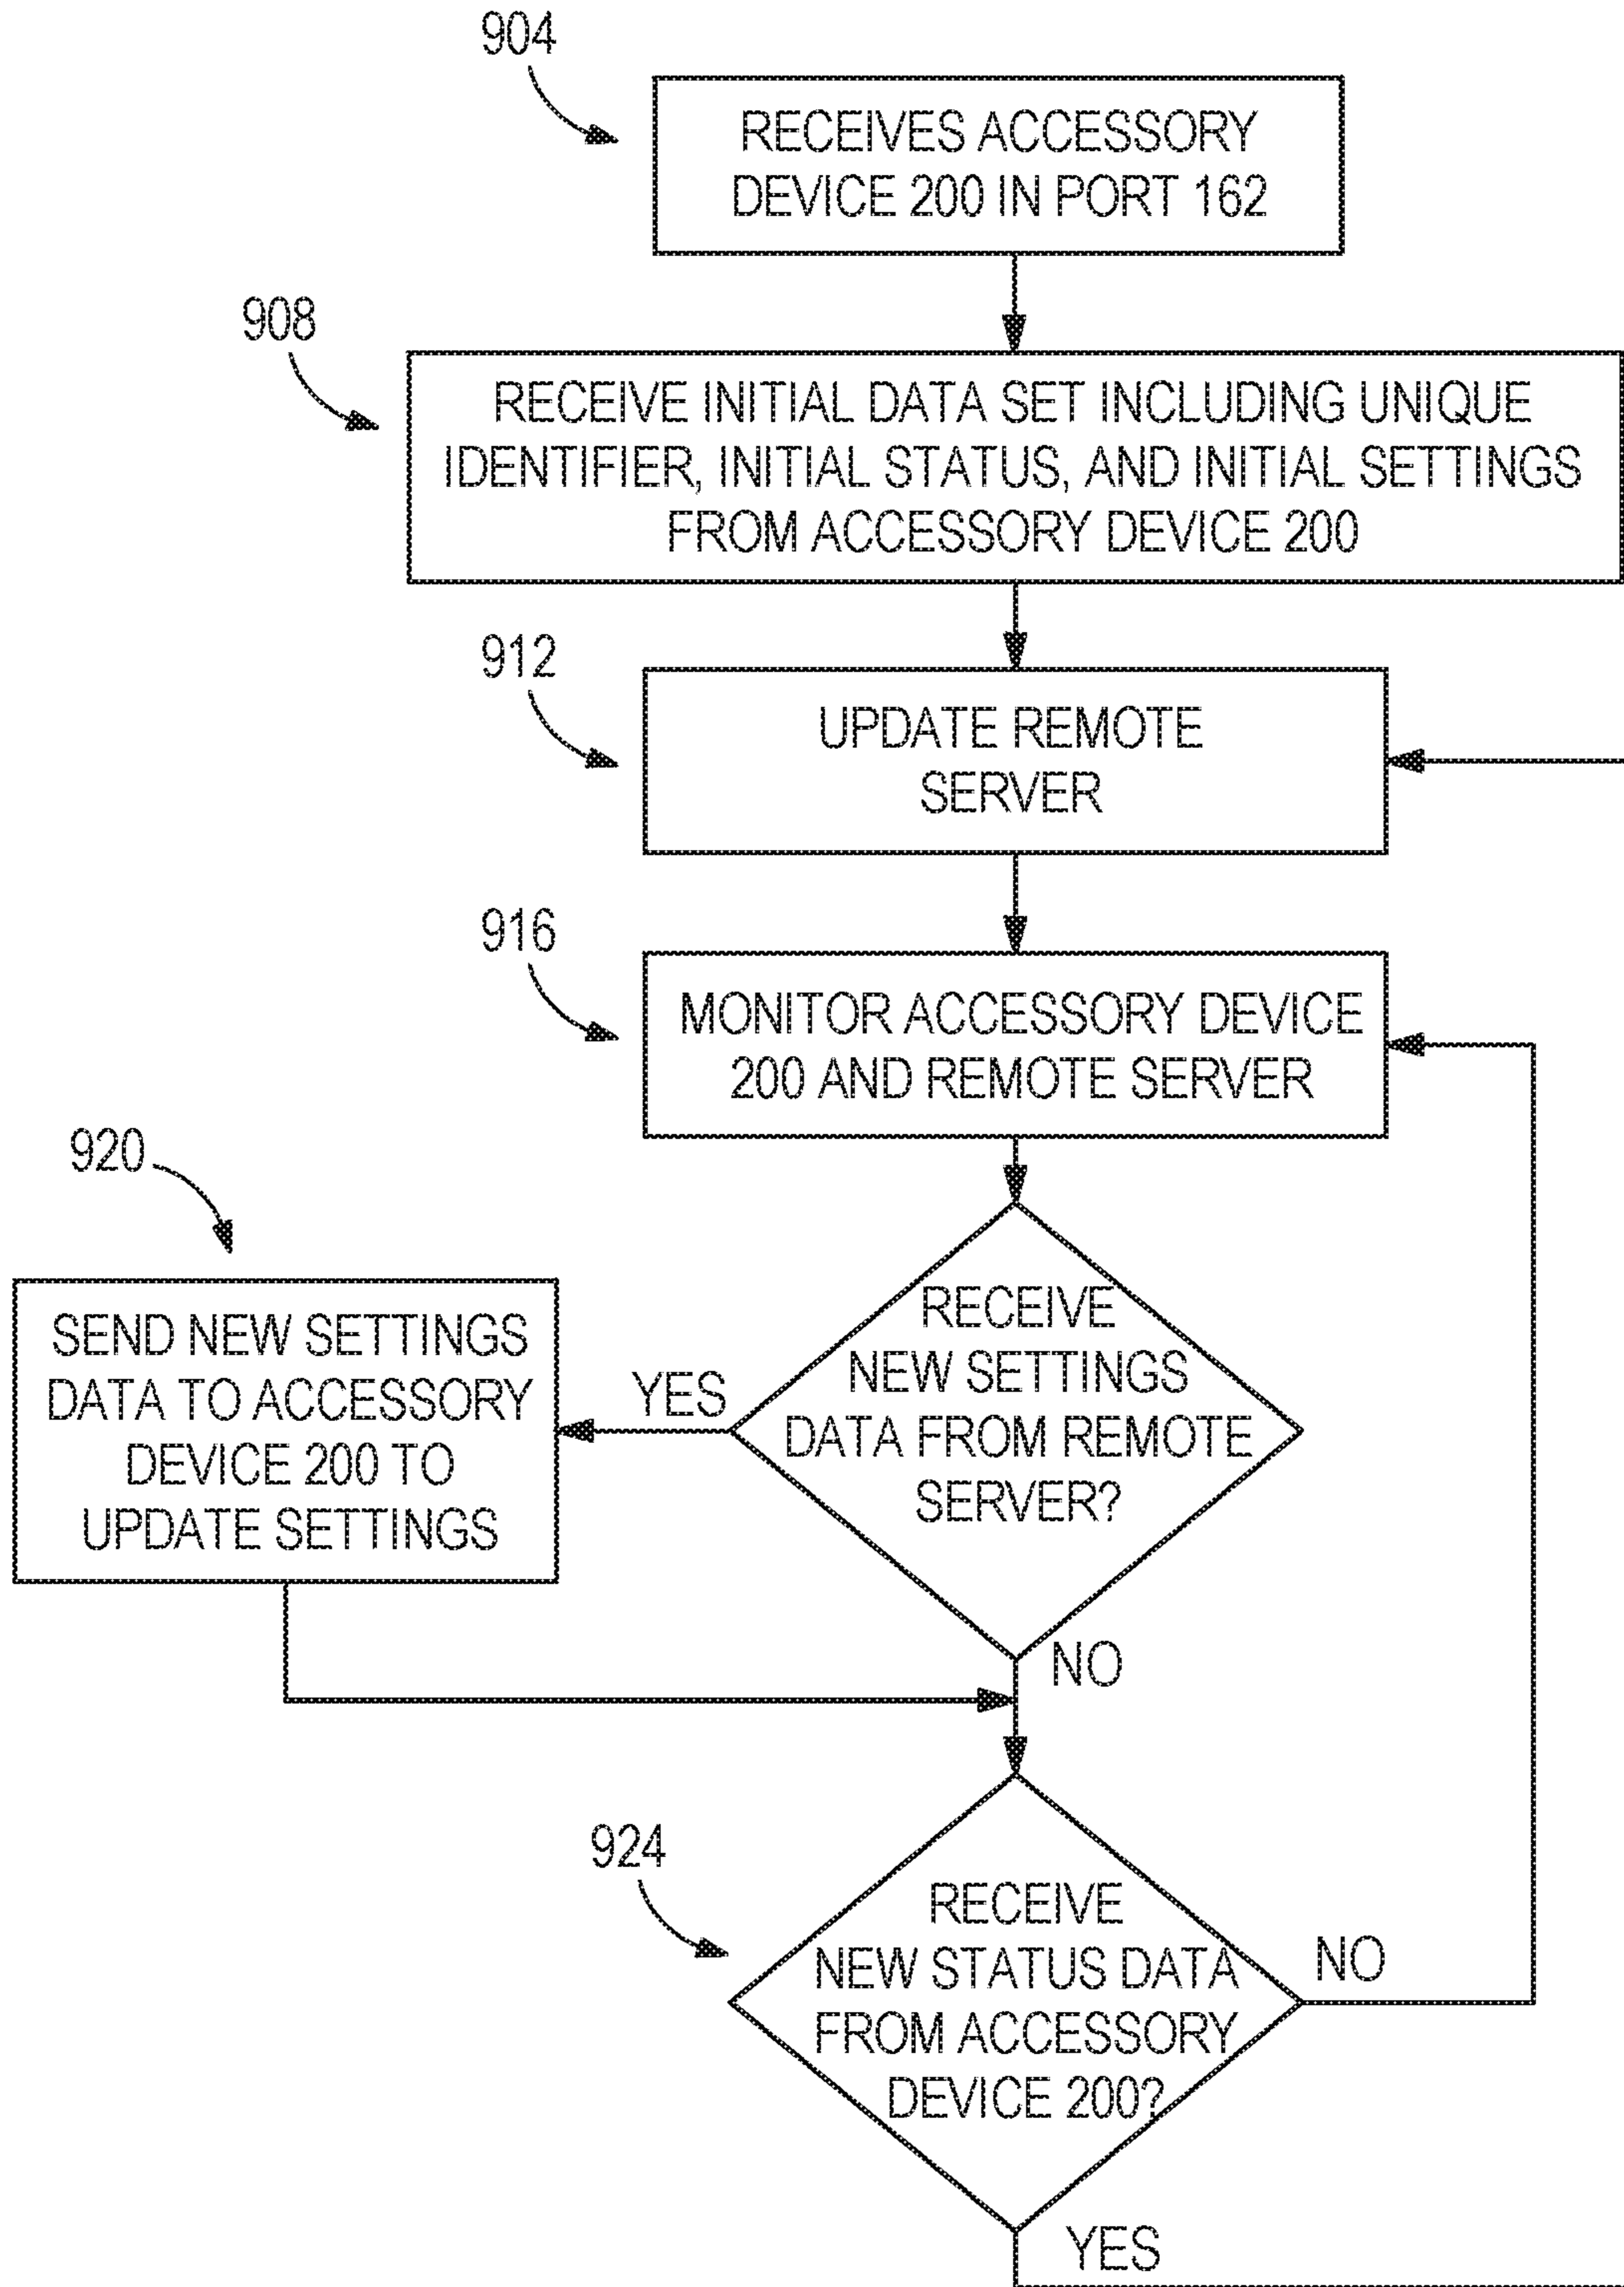 904
RECEIVES ACCESSORY
DEVICE 200 IN PORT 162
908
RECEIVE INITIAL DATA SET INCLUDING UNIQUE
IDENTIFIER, INITIAL STATUS, AND INITIAL SETTINGS
FROM ACCESSORY DEVICE 200
912
UPDATE REMOTE
SERVER
916
MONITOR ACCESSORY DEVICE
200 AND REMOTE SERVER
920
SEND NEW SETTINGS
DATA TO ACCESSORY
DEVICE 200 TO
UPDATE SETTINGS
YES
RECEIVE
NEW SETTINGS
DATA FROM REMOTE
SERVER?
NO
924
RECEIVE
NEW STATUS DATA
FROM ACCESSORY
DEVICE 200?
NO
YES